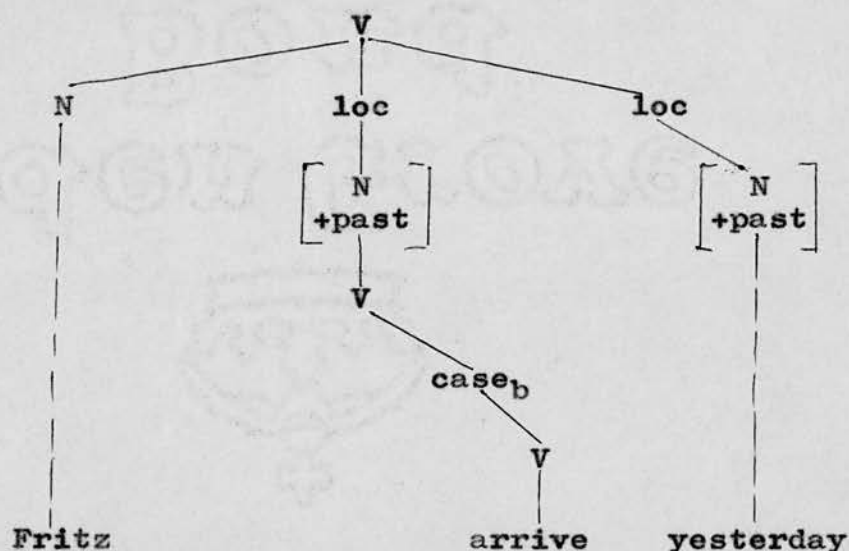 V
N loc loc
N N
+past +past
V
case_b
V
Fritz arrive yesterday